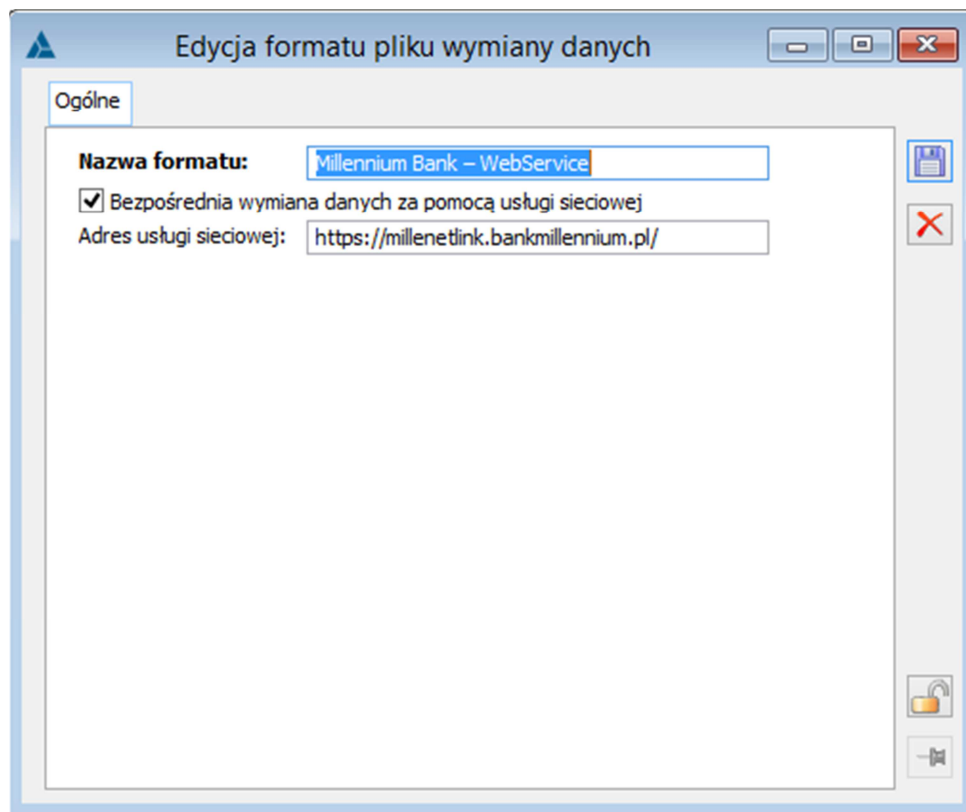 Edycja formatu pliku wymiany danych
Ogólne
Nazwa formatu: Millennium Bank – WebService
Bezpośrednia wymiana danych za pomocą usługi sieciowej
Adres usługi sieciowej: https://millenetlink.bankmillennium.pl/